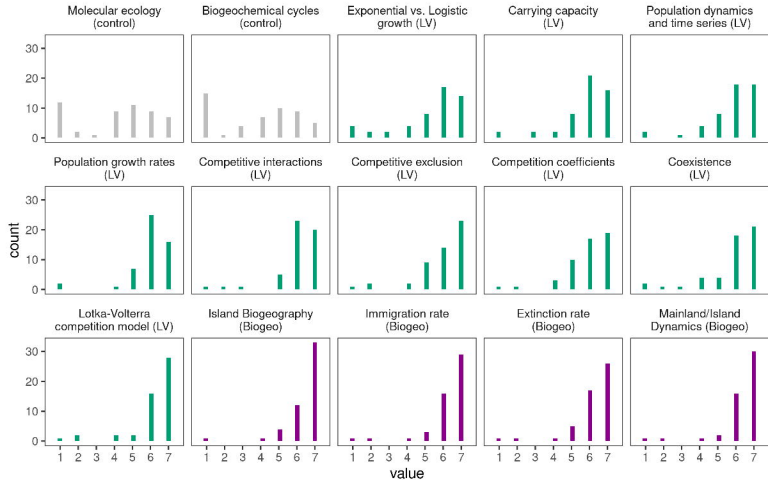 Molecular ecology
(control)
Biogeochemical cycles
(control)
Exponential vs. Logistic
growth (LV)
Carrying capacity
(LV)
Population dynamics
and time series (LV)
30
20
10
0
Population growth rates
(LV)
Competitive interactions
(LV)
Competitive exclusion
(LV)
Competition coefficients
(LV)
Coexistence
(LV)
30
20
10
0
count
Lotka-Volterra
competition model (LV)
Island Biogeography
(Biogeo)
Immigration rate
(Biogeo)
Extinction rate
(Biogeo)
Mainland/Island
Dynamics (Biogeo)
30
20
10
0
1 2 3 4 5 6 7
1 2 3 4 5 6 7
1 2 3 4 5 6 7
1 2 3 4 5 6 7
1 2 3 4 5 6 7
value